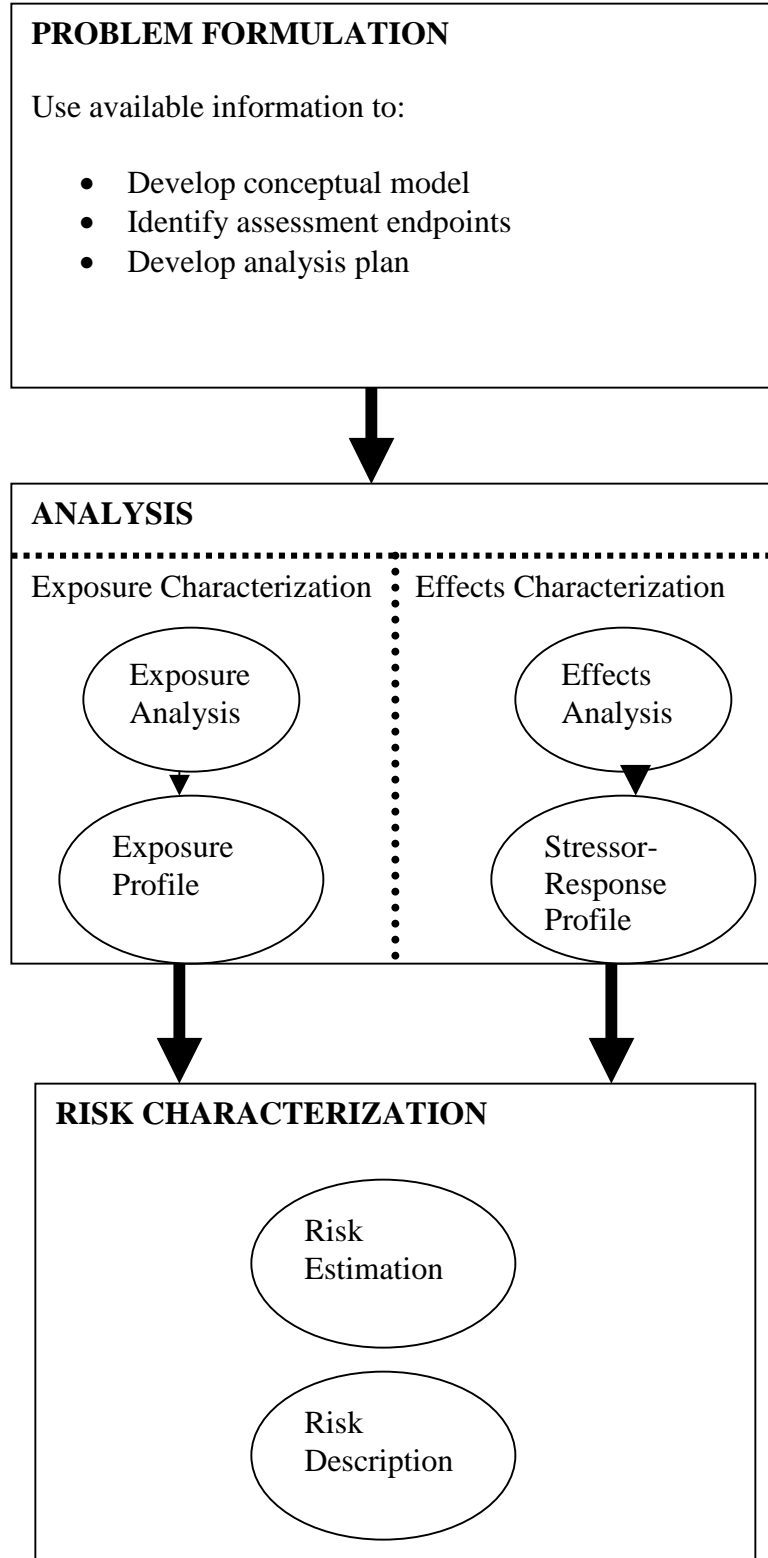 PROBLEM FORMULATION
Use available information to:
• Develop conceptual model
• Identify assessment endpoints
• Develop analysis plan
ANALYSIS
Exposure Characterization
Exposure
Analysis
Exposure
Profile
Effects Characterization
Effects
Analysis
Stressor-
Response
Profile
RISK CHARACTERIZATION
Risk
Estimation
Risk
Description